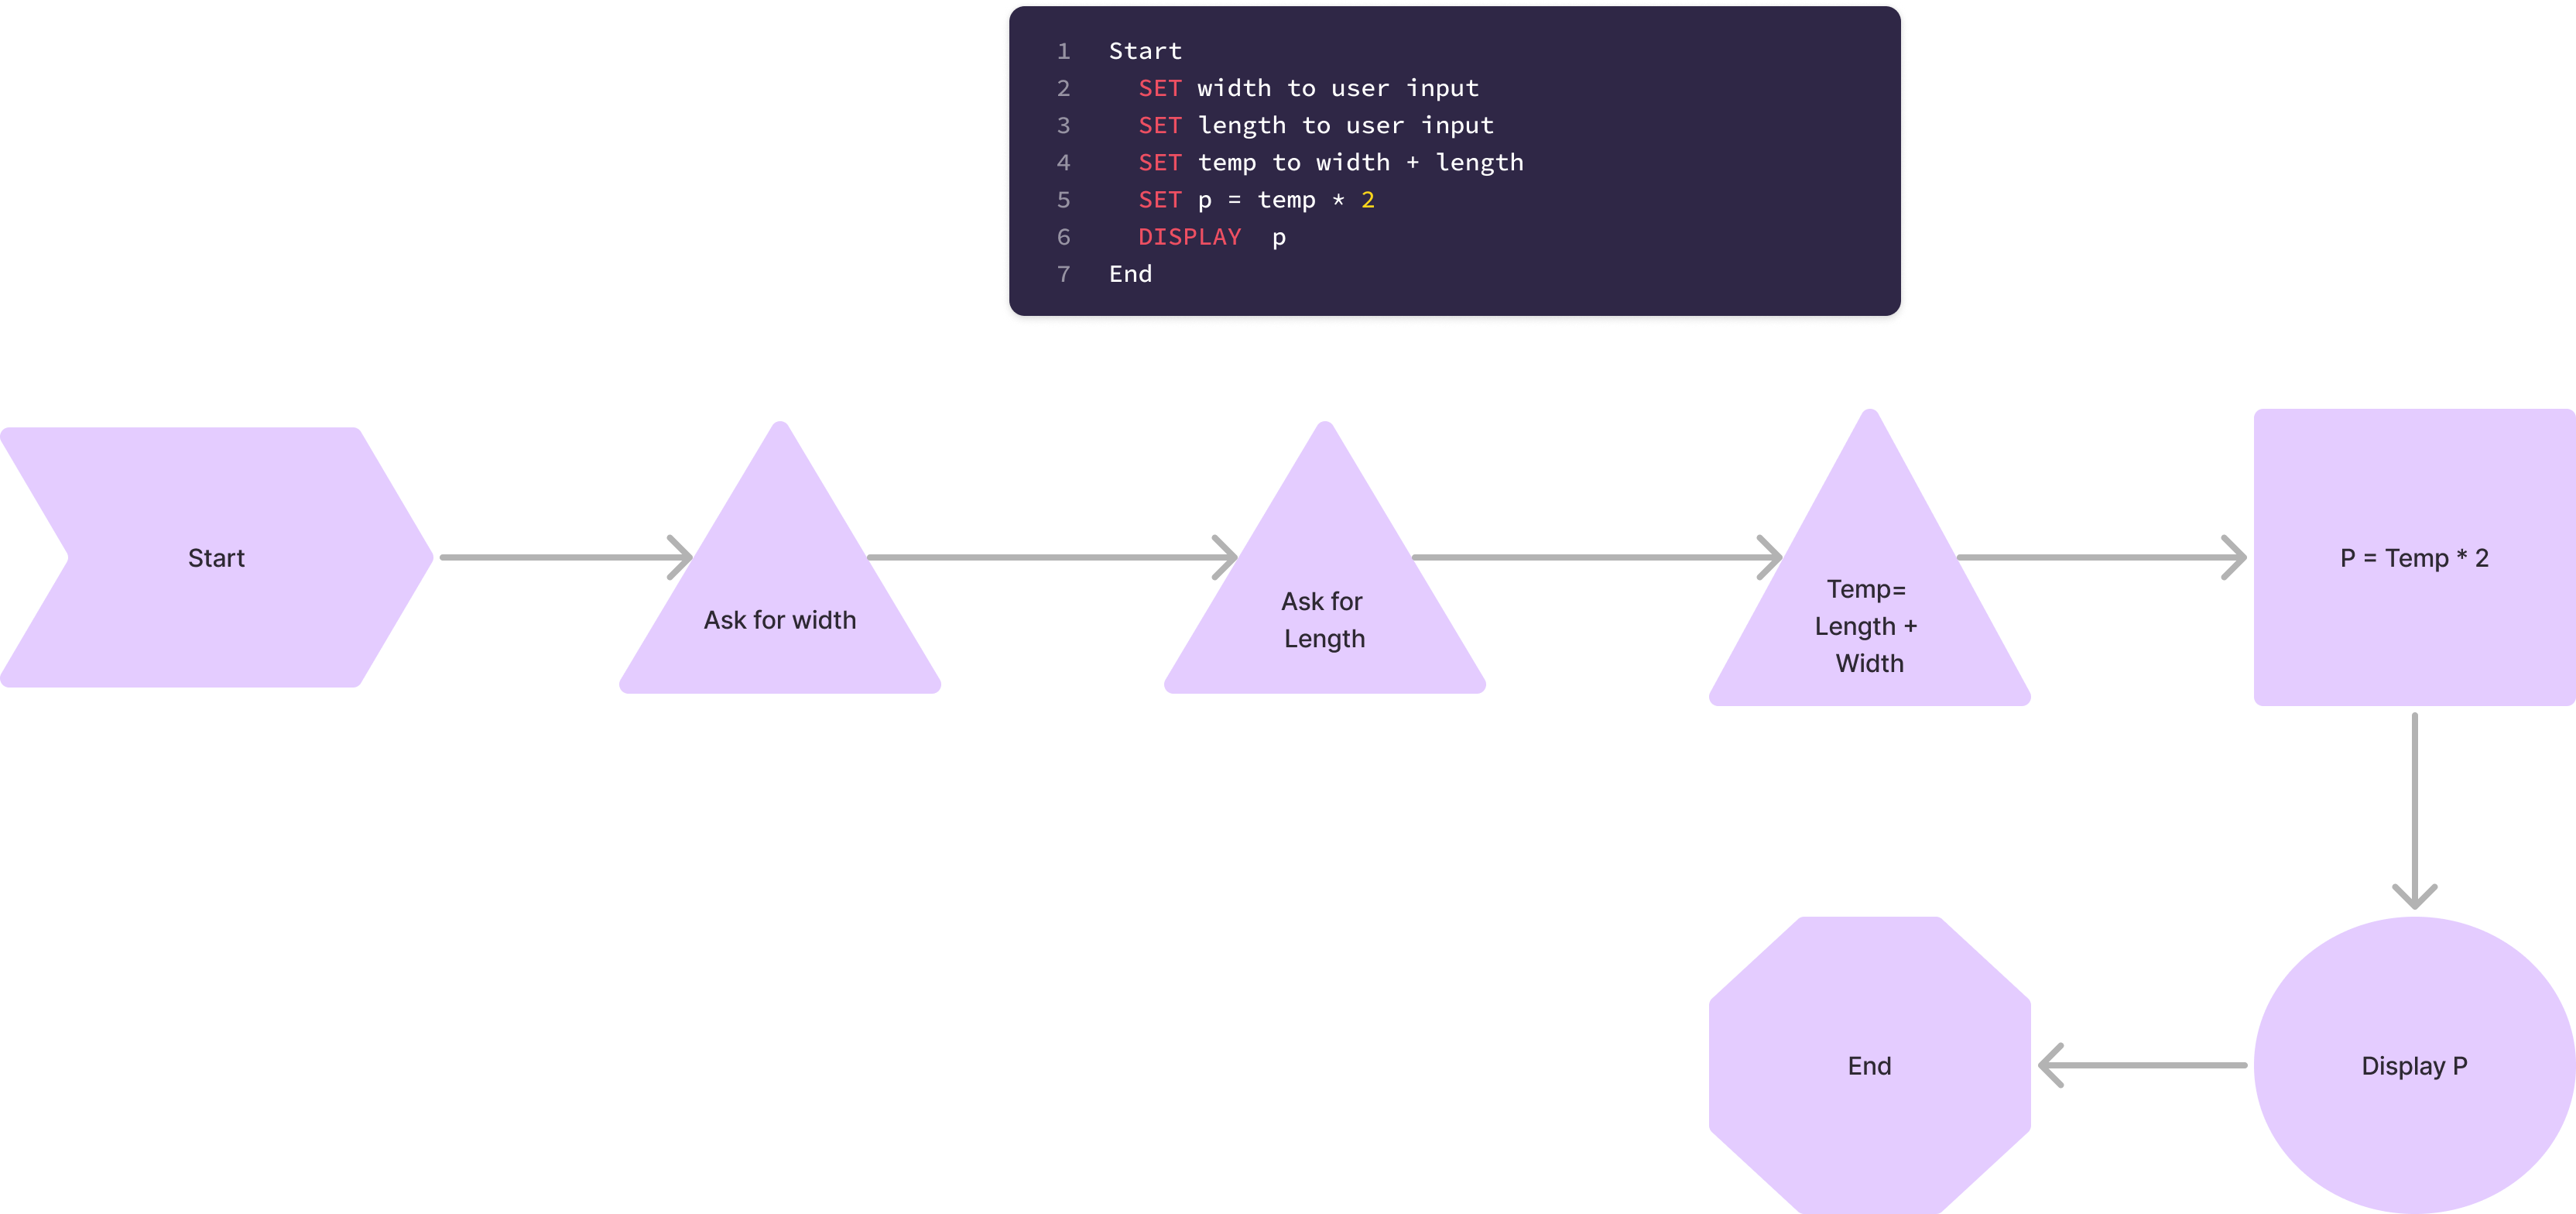 1 Start
2 SET width to user input
3 SET length to user input
4 SET temp to width + length
5 SET p = temp * 2
6 DISPLAY  p
7 End
Start
Ask for width
Ask for
Length
Temp=
Length +
Width
P = Temp * 2
Display P
End